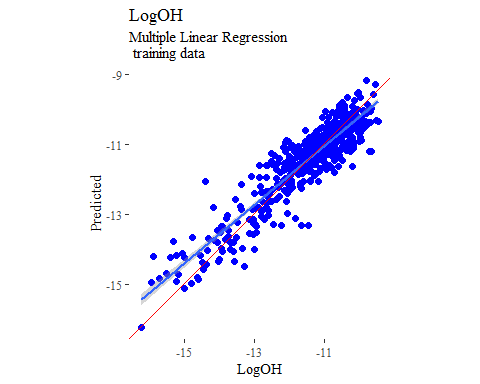 LogOH
Multiple Linear Regression
training data
-9
-11
-13
-15
Predicted
-15 -13 -11
LogOH